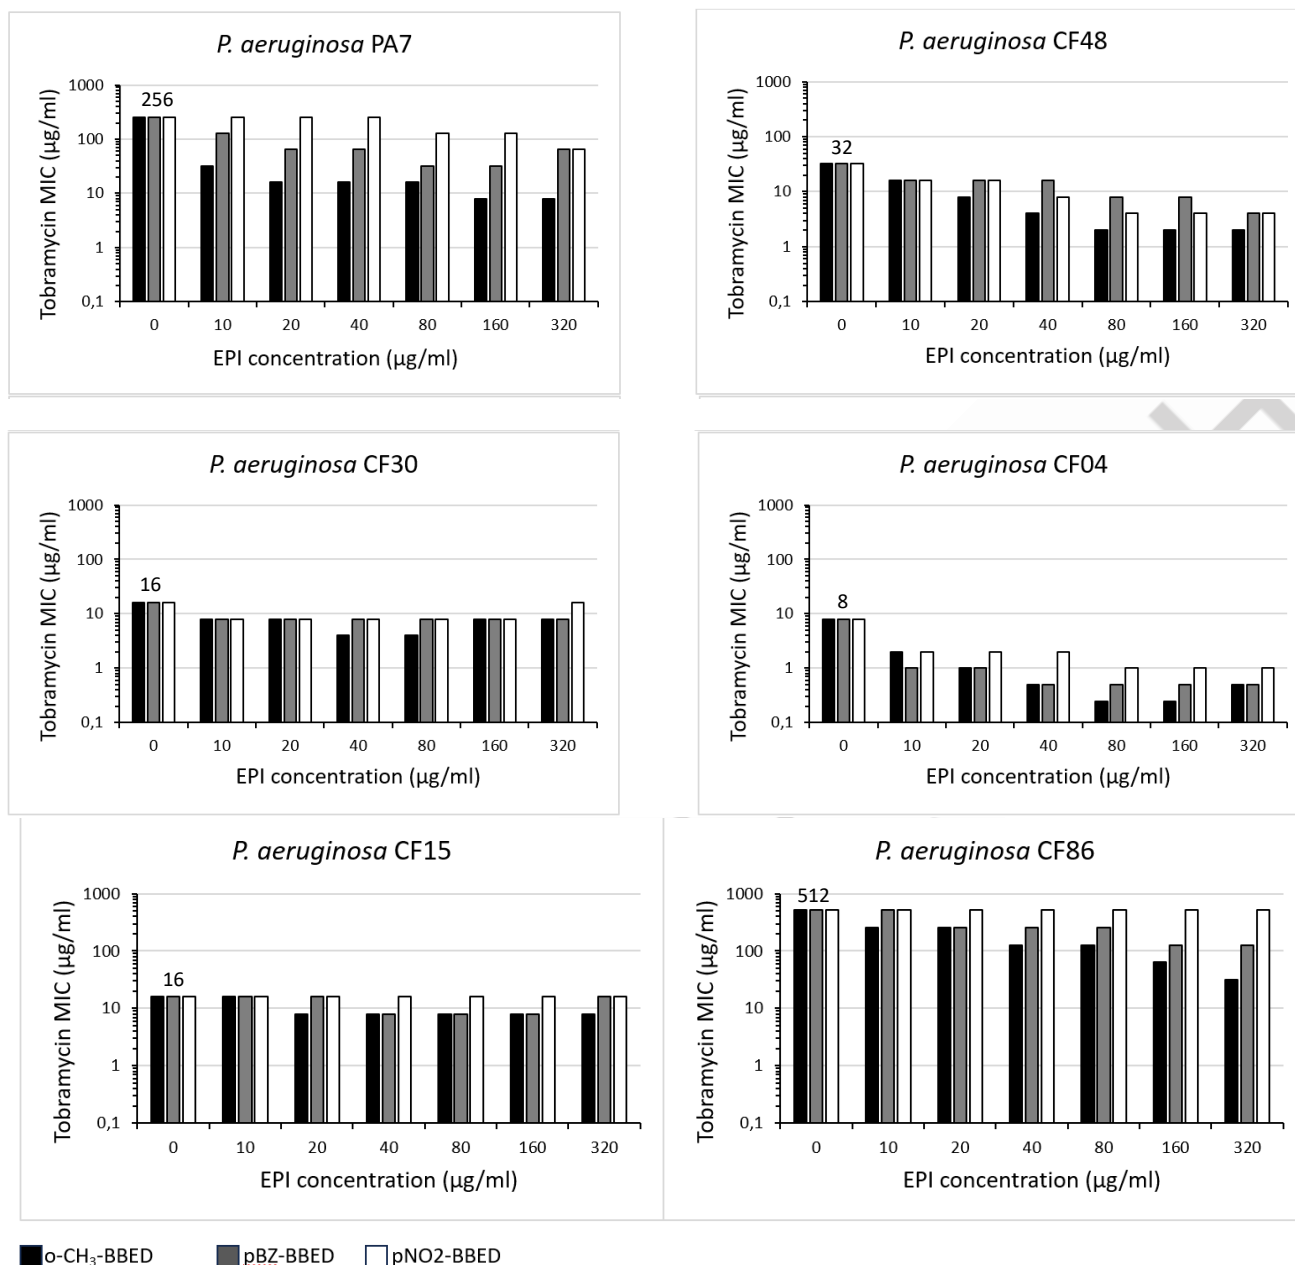 P. aeruginosa PA7
Tobramycin MIC (µg/ml)
1000
100
10
1
0,1
256
0 10 20 40 80 160 320
EPI concentration (µg/ml)
P. aeruginosa CF48
Tobramycin MIC (µg/ml)
1000
100
10
1
0,1
32
0 10 20 40 80 160 320
EPI concentration (µg/ml)
P. aeruginosa CF30
Tobramycin MIC (µg/ml)
1000
100
10
1
0,1
16
0 10 20 40 80 160 320
EPI concentration (µg/ml)
P. aeruginosa CF04
Tobramycin MIC (µg/ml)
1000
100
10
1
0,1
8
0 10 20 40 80 160 320
EPI concentration (µg/ml)
P. aeruginosa CF15
Tobramycin MIC (µg/ml)
1000
100
10
1
0,1
16
0 10 20 40 80 160 320
EPI concentration (µg/ml)
P. aeruginosa CF86
Tobramycin MIC (µg/ml)
1000
100
10
1
0,1
512
0 10 20 40 80 160 320
EPI concentration (µg/ml)
o-CH₃-BBED pBZ-BBED pNO2-BBED